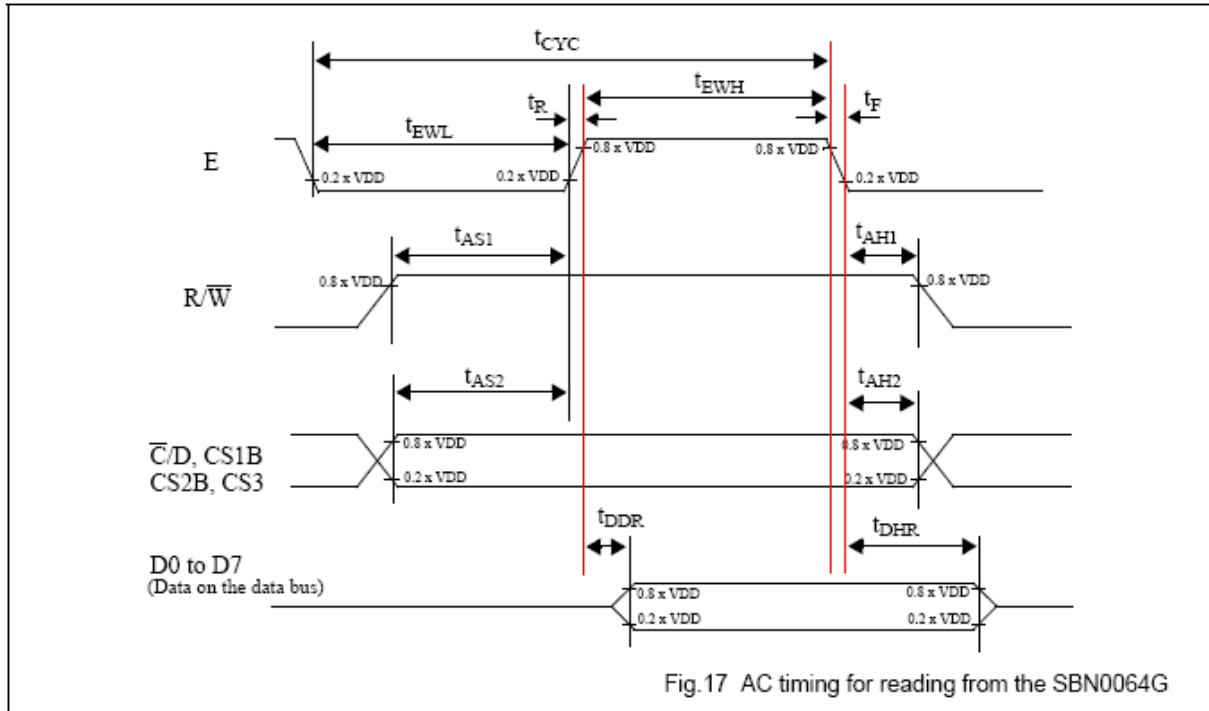 tCYC
tEWH
tR
tF
tEWL
E
0.8 x VDD
0.8 x VDD
0.2 x VDD
0.2 x VDD
0.2 x VDD
tAS1
tAH1
0.8 x VDD
0.8 x VDD
R/W̅
tAS2
tAH2
C̅/D, CS1B
0.8 x VDD
0.8 x VDD
CS2B, CS3
0.2 x VDD
0.2 x VDD
tDDR
tDHR
D0 to D7
(Data on the data bus)
0.8 x VDD
0.8 x VDD
0.2 x VDD
0.2 x VDD
Fig.17 AC timing for reading from the SBN0064G